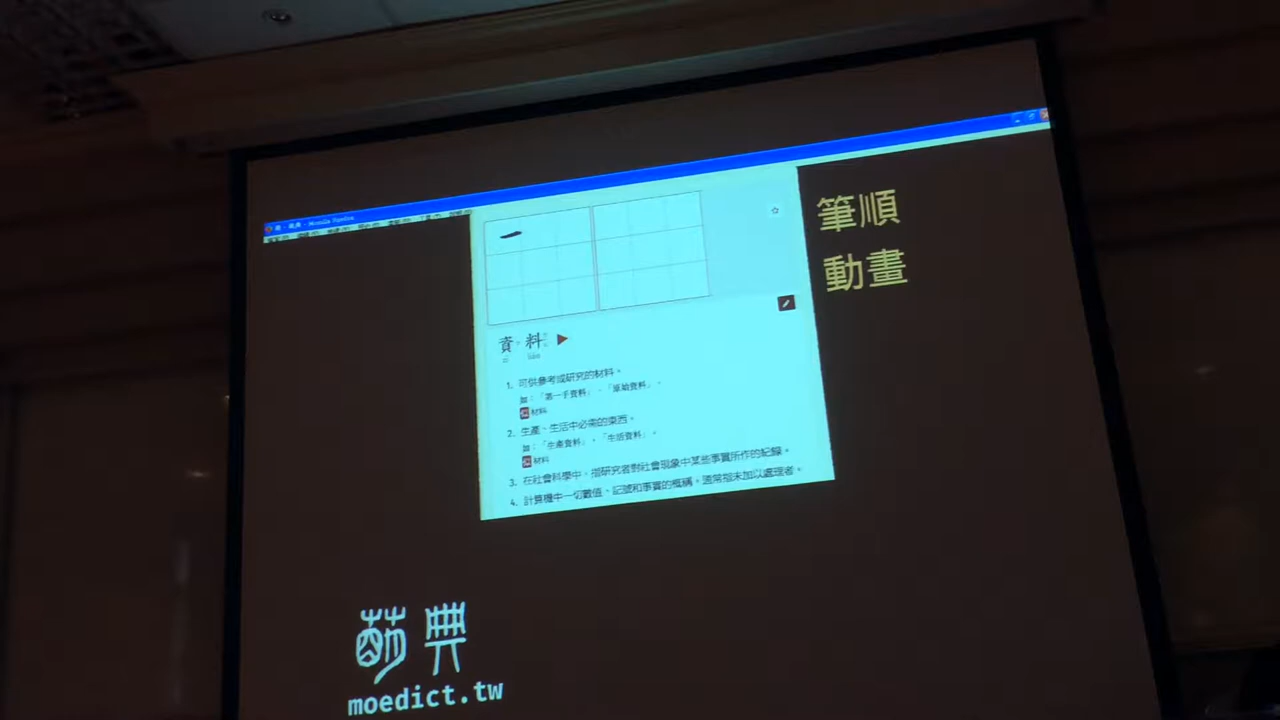 筆順
動畫
資料
1. 可供參考或研究的材料。
如：「第一手資料」、「原始資料」。
材料
2. 生產、生活中必需的東西。
如：「生產資料」、「生活資料」。
材料
3. 在社會科學中，指研究者對社會現象中某些事實所作的紀錄。
4. 計算機中一切數值、記號和事實的概稱。通常指未加以處理者。
萌典
moedict.tw